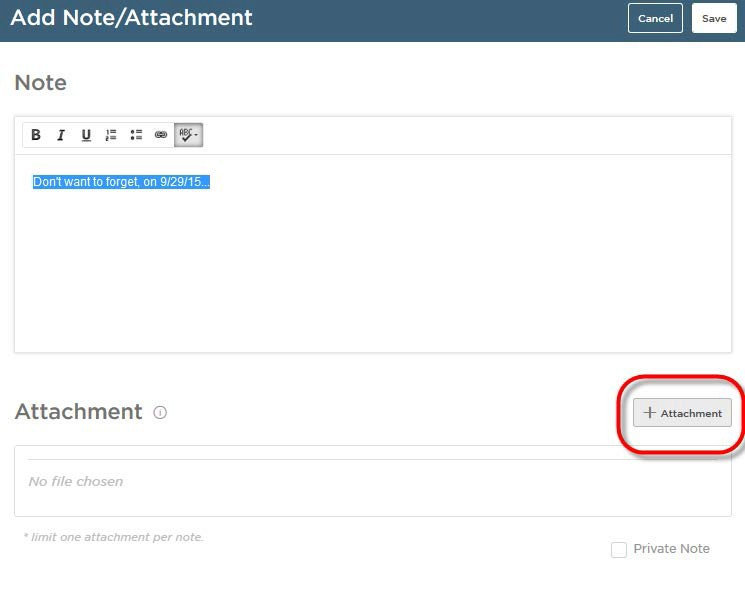 Add Note/Attachment
Cancel
Save
Note
B I U ABC
Don't want to forget, on 9/29/15...
Attachment
+ Attachment
No file chosen
* limit one attachment per note.
Private Note